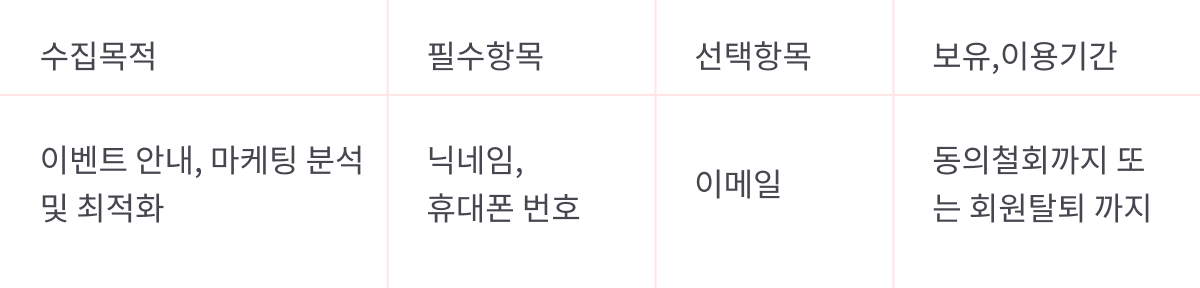 수집목적 필수항목 선택항목 보유,이용기간
이벤트 안내, 마케팅 분석 및 최적화
닉네임,
휴대폰 번호
이메일
동의철회까지 또
는 회원탈퇴 까지